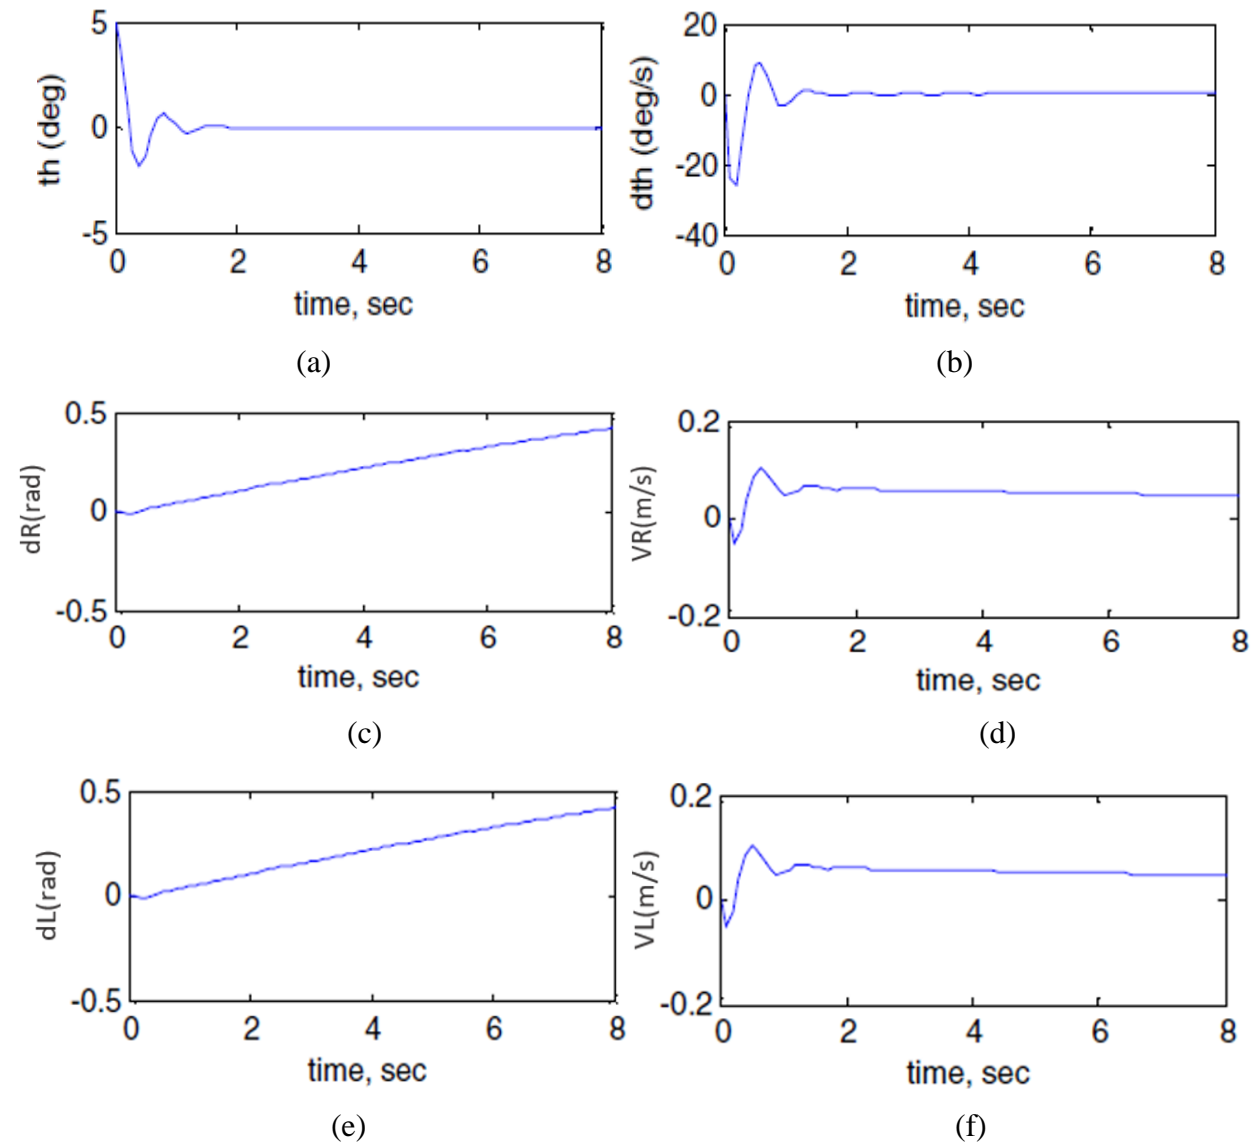 5
0
-5
th (deg)
0 2 4 6 8
time, sec
(a)
20
0
-20
-40
dth (deg/s)
0 2 4 6 8
time, sec
(b)
0.5
0
-0.5
dR(rad)
0 2 4 6 8
time, sec
(c)
0.2
0
-0.2
VR(m/s)
0 2 4 6 8
time, sec
(d)
0.5
0
-0.5
dL(rad)
0 2 4 6 8
time, sec
(e)
0.2
0
-0.2
VL(m/s)
0 2 4 6 8
time, sec
(f)